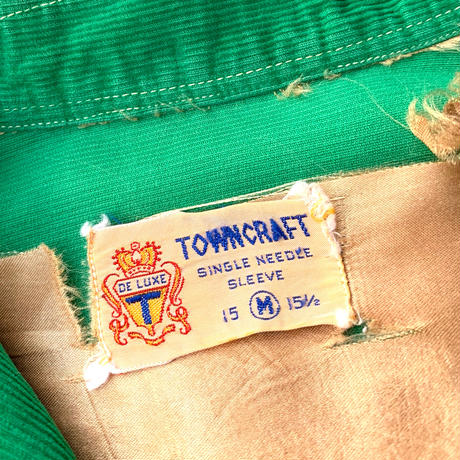 TOWNCRAFT
DE LUXE
T
SINGLE NEEDLE
SLEEVE
15 M 15½